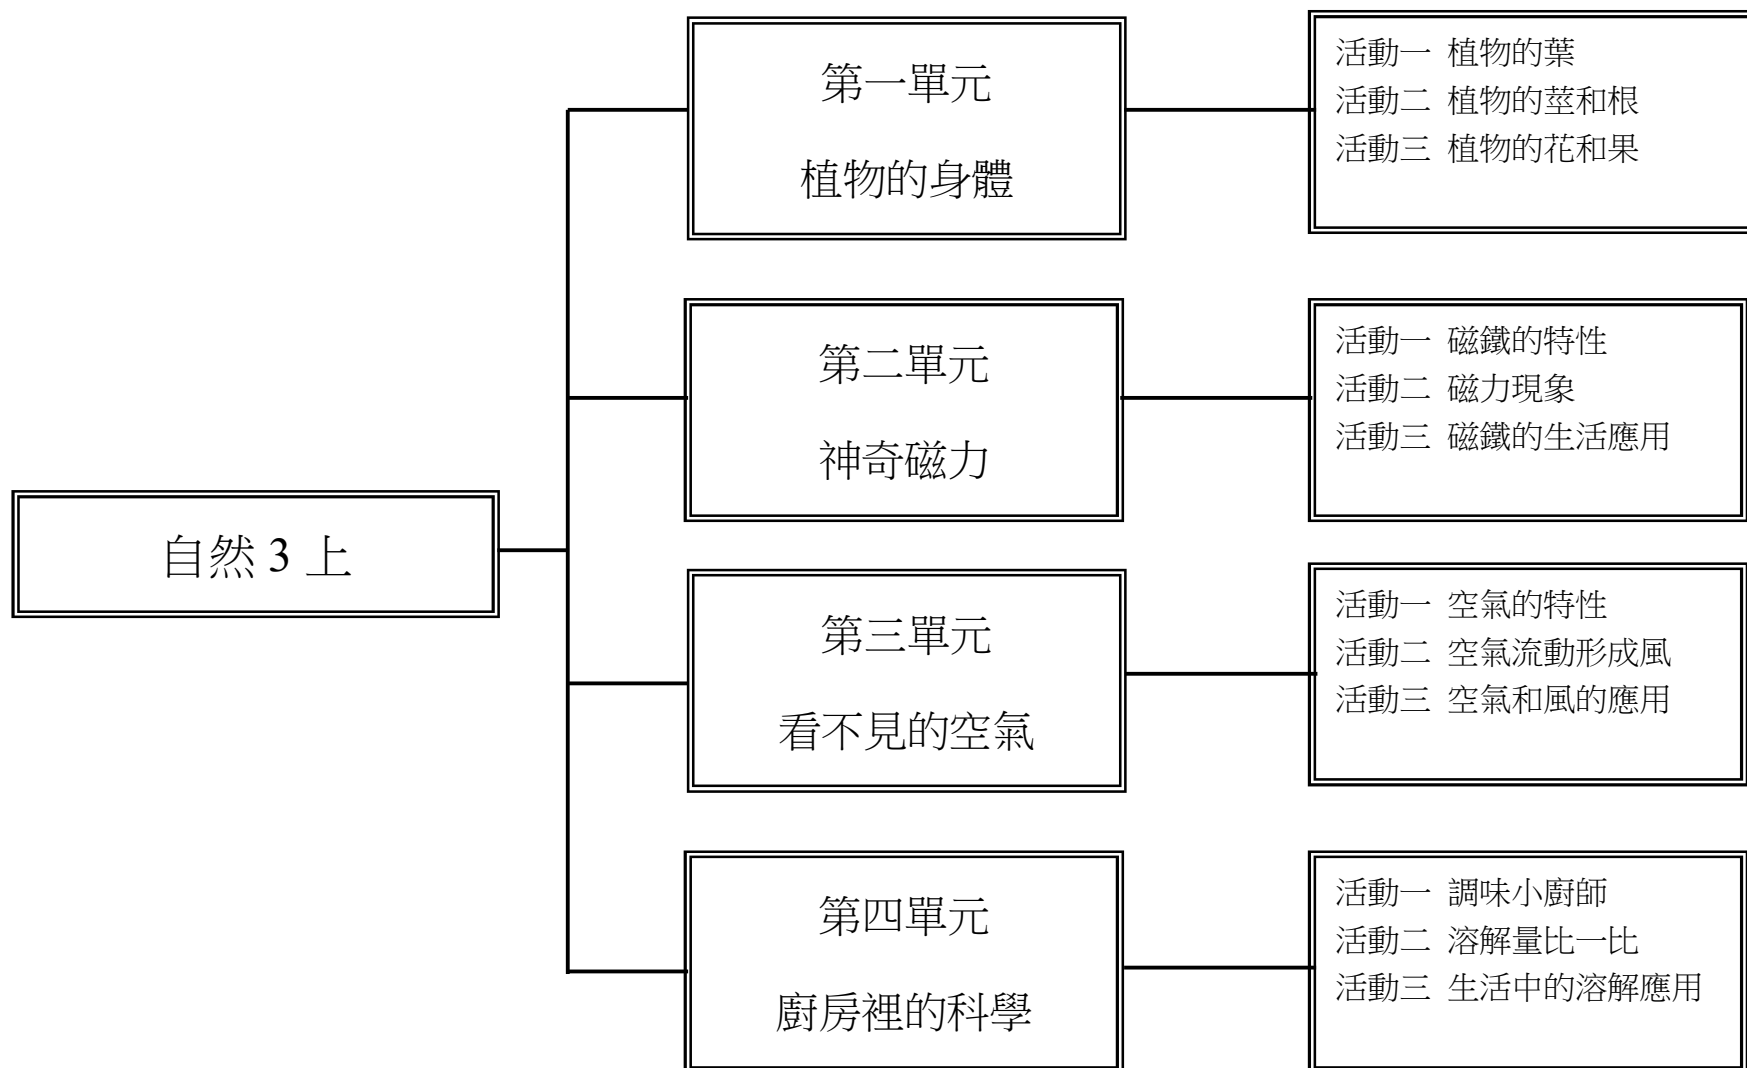 自然 3 上
第一單元
植物的身體
活動一 植物的葉
活動二 植物的莖和根
活動三 植物的花和果
第二單元
神奇磁力
活動一 磁鐵的特性
活動二 磁力現象
活動三 磁鐵的生活應用
第三單元
看不見的空氣
活動一 空氣的特性
活動二 空氣流動形成風
活動三 空氣和風的應用
第四單元
廚房裡的科學
活動一 調味小廚師
活動二 溶解量比一比
活動三 生活中的溶解應用